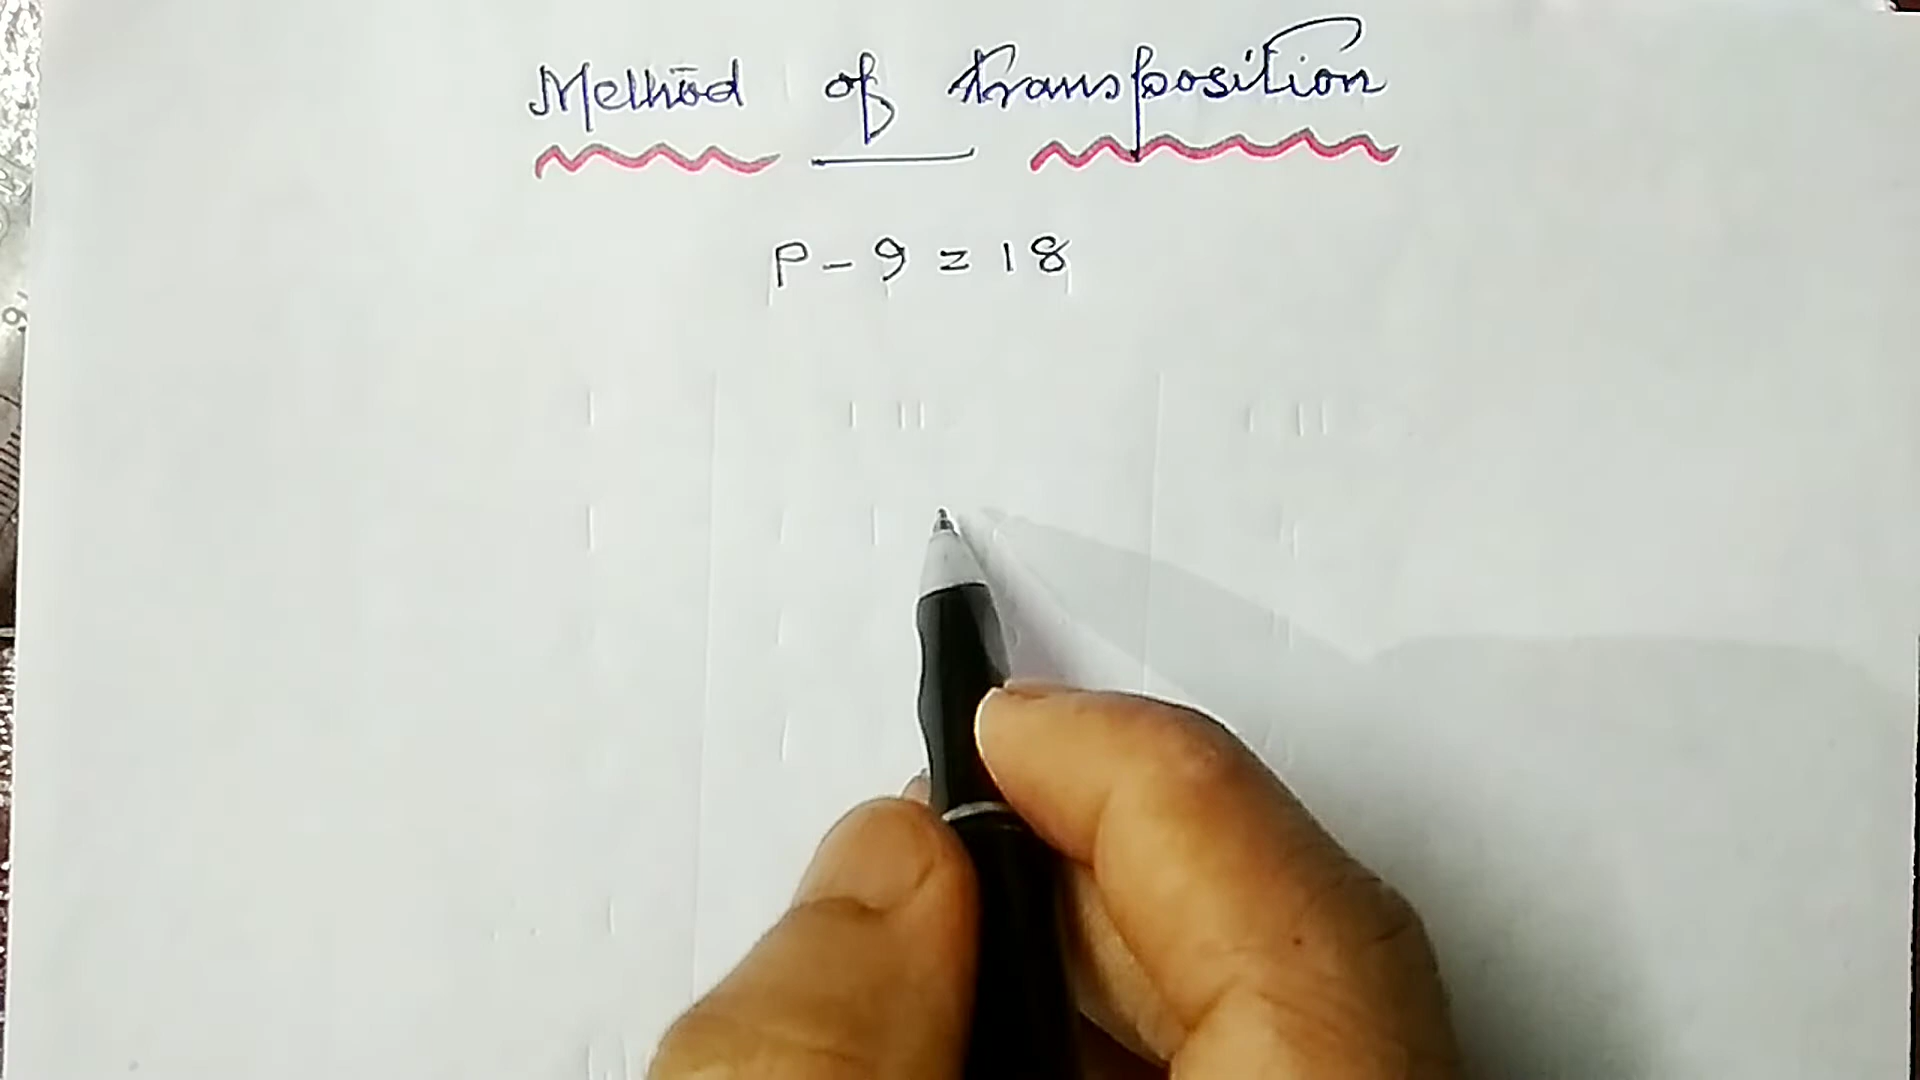 Method of transposition
P - 9 = 18